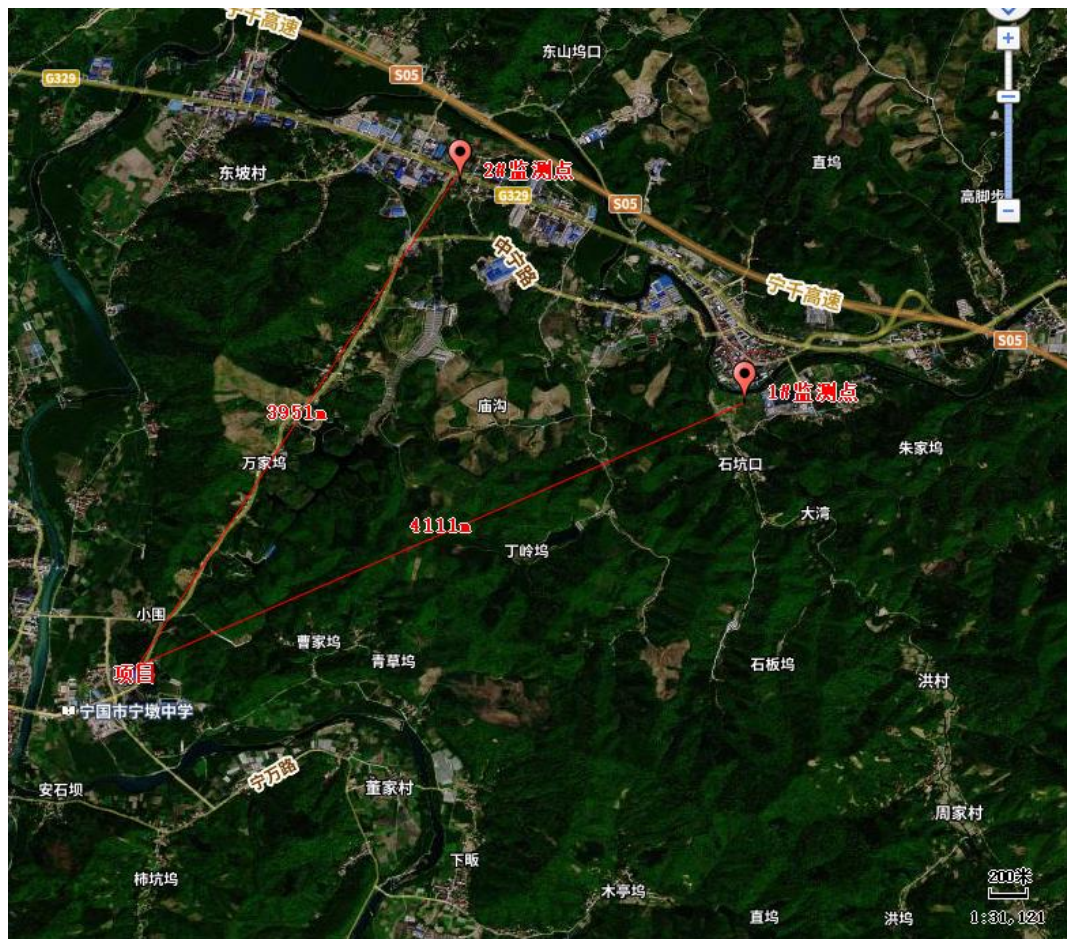 宁千高速
东山坞口
S05
G329
2#监测点
直坞
东坡村
G329
S05
高脚步
中宁路
宁千高速
S05
1#监测点
3951m
庙沟
朱家坞
万家坞
石坑口
大湾
4111m
丁岭坞
小围
曹家坞
青草坞
石板坞
项目
洪村
宁国市宁墩中学
宁万路
安石坝
董家村
周家村
下畈
柿坑坞
木亭坞
200米
直坞
洪坞
1:31,121